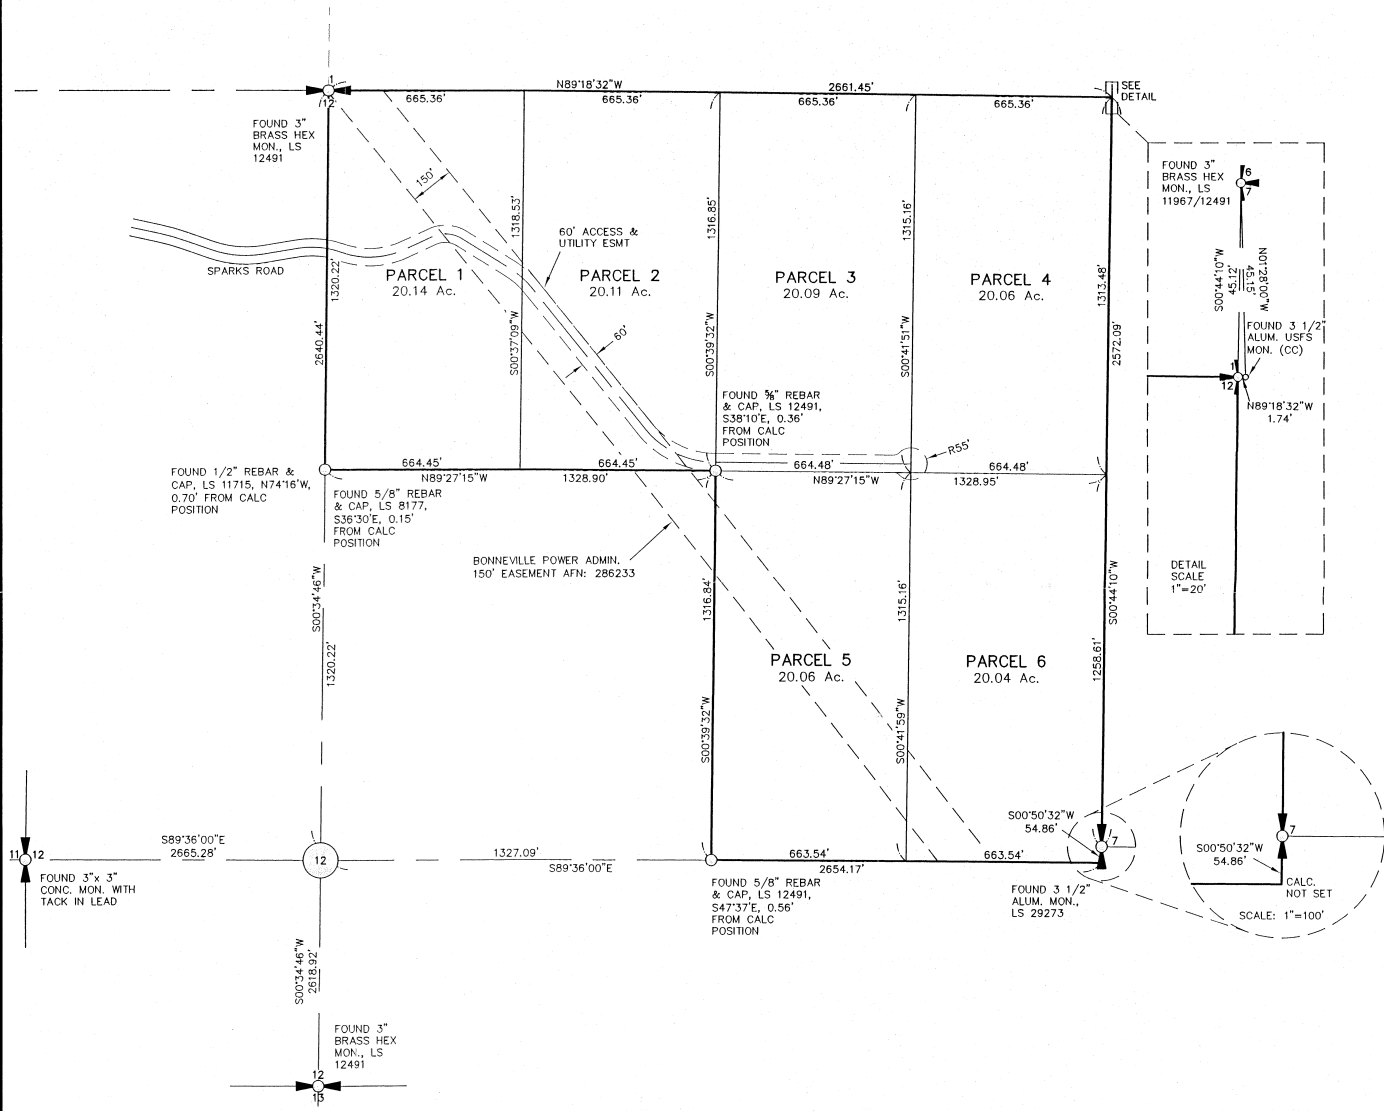 1
12
N89°18'32"W
2661.45'
665.36'
665.36'
665.36'
665.36'
SEE
DETAIL
FOUND 3"
BRASS HEX
MON., LS
12491
150'
1318.53'
1316.85'
1315.16'
60' ACCESS &
UTILITY ESMT
SPARKS ROAD
1320.22'
2640.44'
PARCEL 1
20.14 Ac.
PARCEL 2
20.11 Ac.
PARCEL 3
20.09 Ac.
PARCEL 4
20.06 Ac.
1313.48'
2572.09'
60'
S00°37'09"W
S00°39'32"W
S00°41'51"W
FOUND 3"
BRASS HEX
MON., LS
11967/12491
6
7
S00°44'10"W
45.12'
N01°28'00"W
45.15'
FOUND 3 1/2"
ALUM. USFS
MON. (CC)
1
12
N89°18'32"W
1.74'
DETAIL
SCALE
1"=20'
FOUND ⅝" REBAR
& CAP, LS 12491,
S38°10'E, 0.36'
FROM CALC
POSITION
R55'
664.45'
664.45'
664.48'
664.48'
N89°27'15"W
1328.90'
N89°27'15"W
1328.95'
FOUND 1/2" REBAR &
CAP, LS 11715, N74°16'W,
0.70' FROM CALC
POSITION
FOUND 5/8" REBAR
& CAP, LS 8177,
S36°30'E, 0.15'
FROM CALC
POSITION
BONNEVILLE POWER ADMIN.
150' EASEMENT AFN: 286233
S00°34'46"W
1320.22'
1316.84'
1315.16'
S00°44'10"W
1258.61'
PARCEL 5
20.06 Ac.
PARCEL 6
20.04 Ac.
S00°39'32"W
S00°41'59"W
S00°50'32"W
54.86'
7
7
S00°50'32"W
54.86'
CALC.
NOT SET
SCALE: 1"=100'
S89°36'00"E
2665.28'
11
12
12
1327.09'
S89°36'00"E
663.54'
663.54'
2654.17'
FOUND 3"x 3"
CONC. MON. WITH
TACK IN LEAD
FOUND 5/8" REBAR
& CAP, LS 12491,
S47°37'E, 0.56'
FROM CALC
POSITION
FOUND 3 1/2"
ALUM. MON.,
LS 29273
S00°34'46"W
2618.92'
FOUND 3"
BRASS HEX
MON., LS
12491
12
13